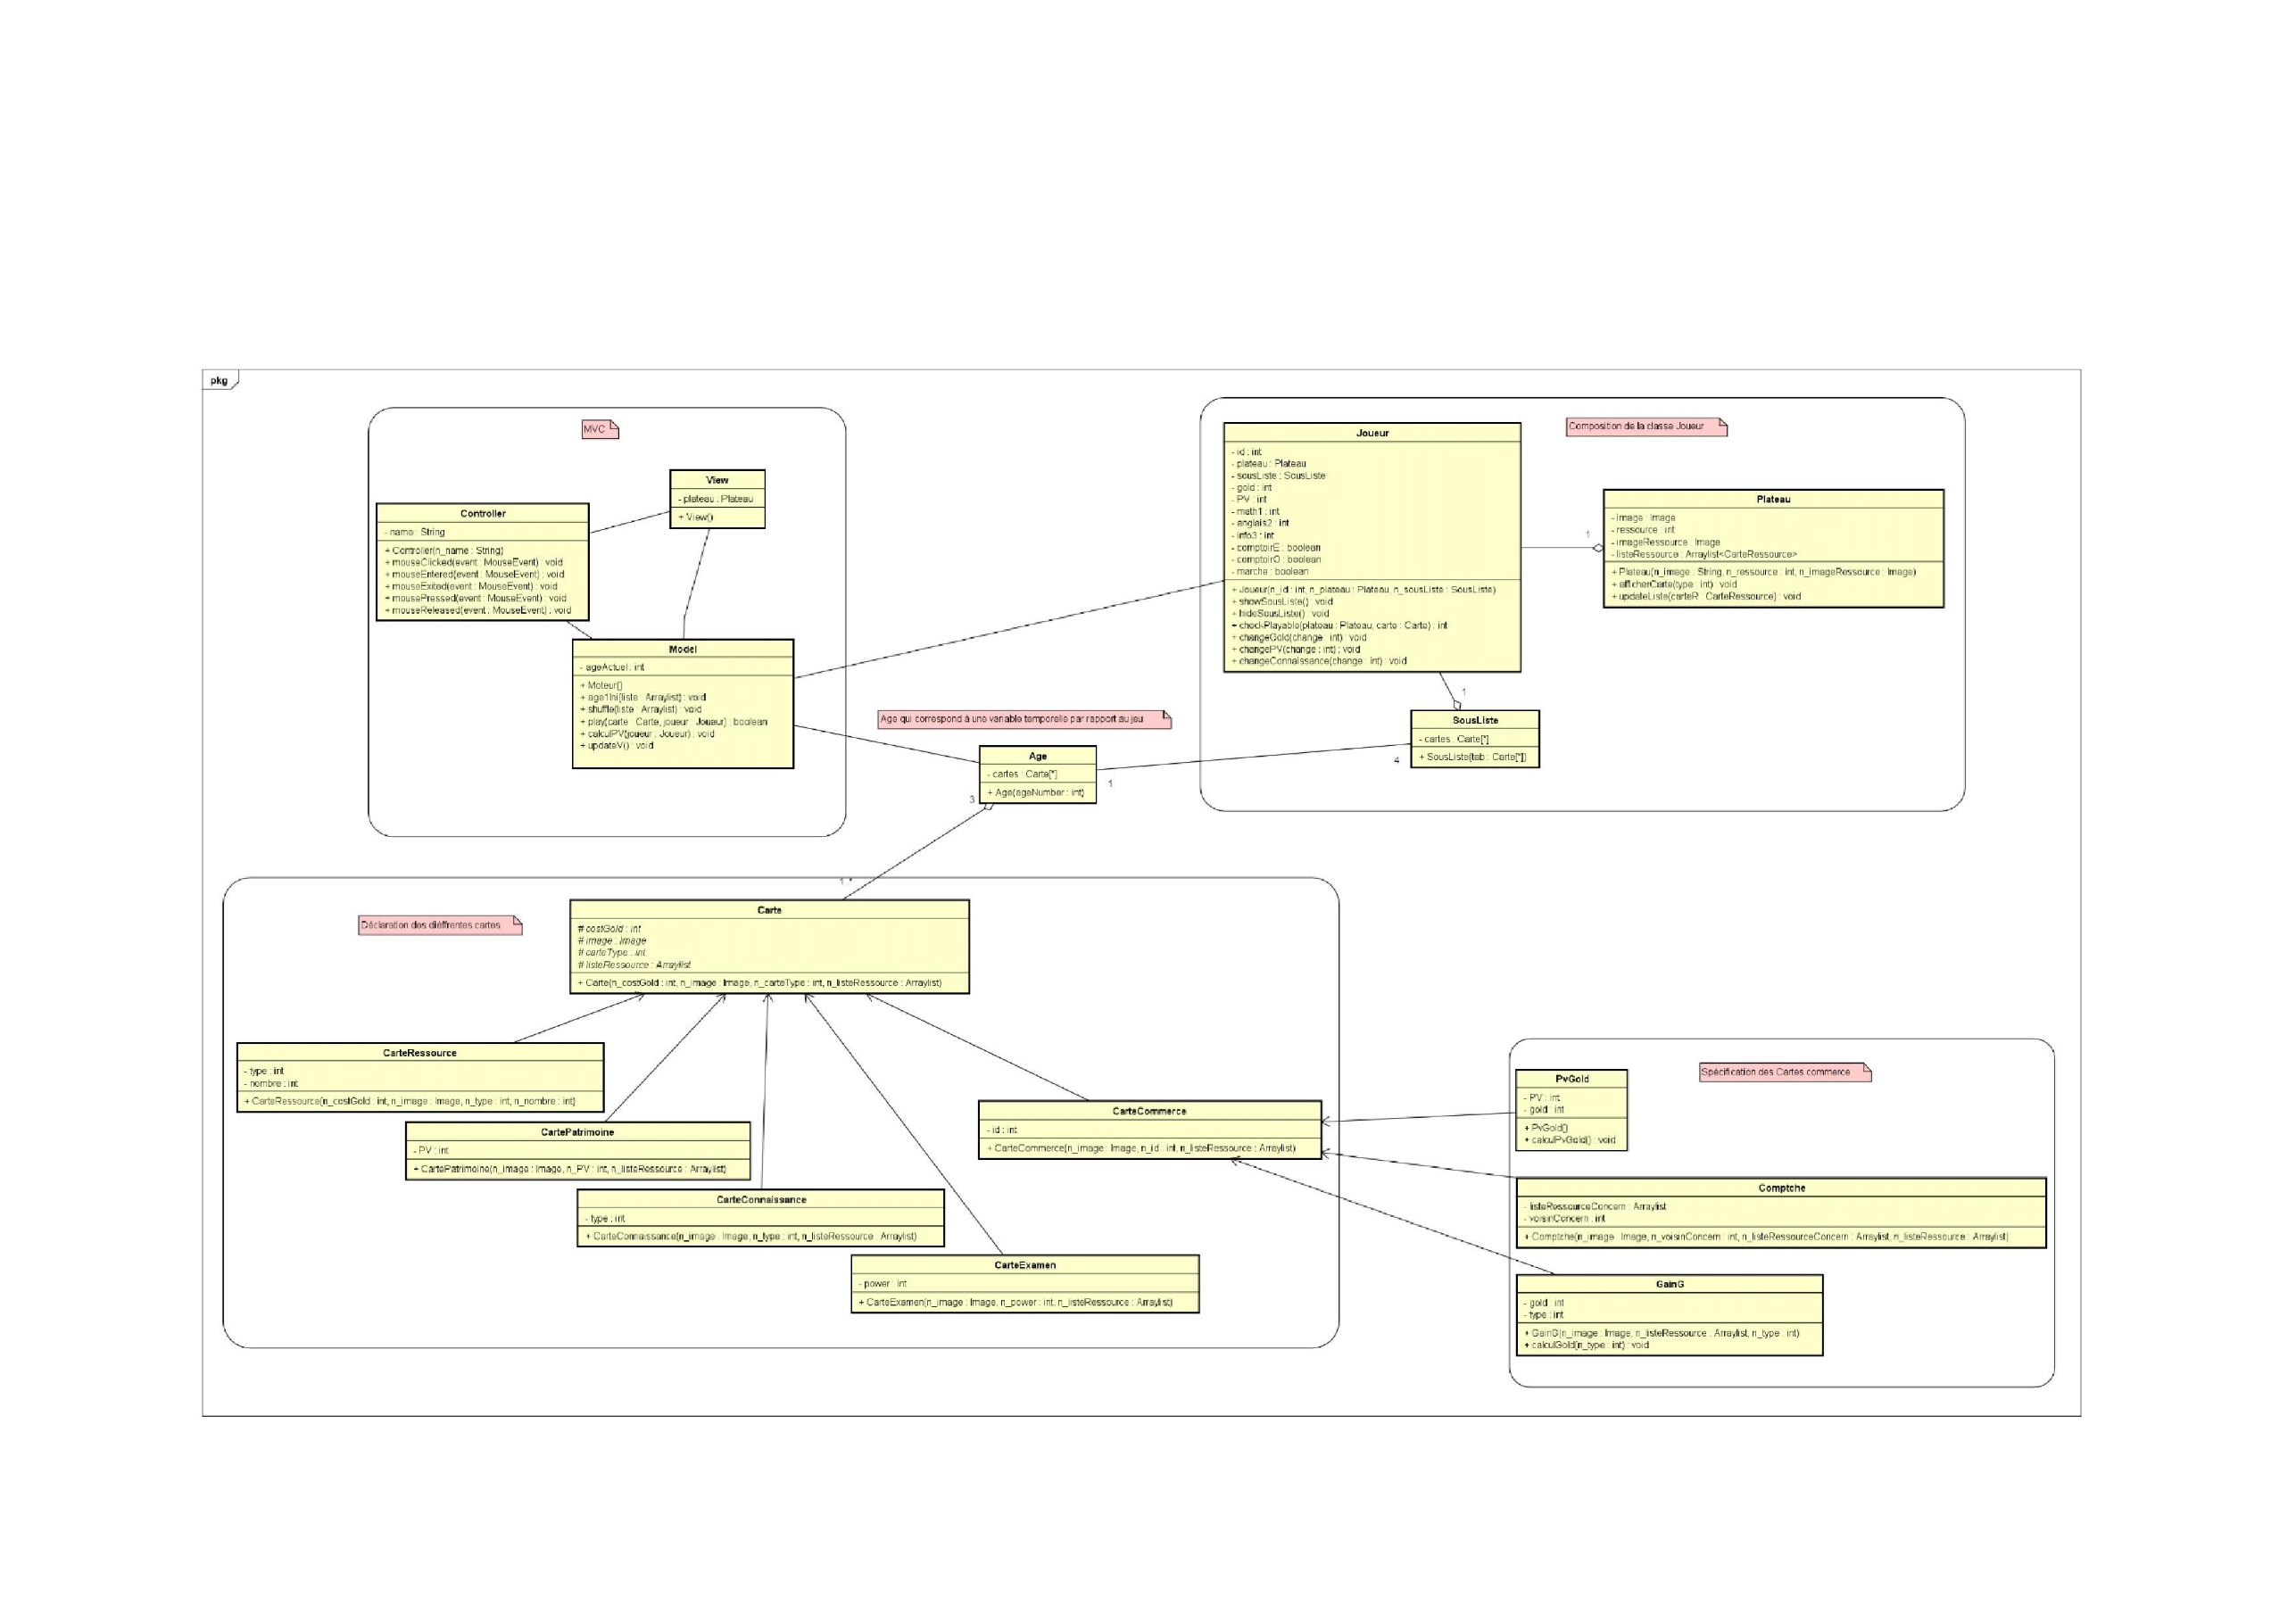 pkg
MVC
View
- plateau : Plateau
+ View()
Controller
- name : String
+ Controller(n_name : String)
+ mouseClicked(event : MouseEvent) : void
+ mouseEntered(event : MouseEvent) : void
+ mouseExited(event : MouseEvent) : void
+ mousePressed(event : MouseEvent) : void
+ mouseReleased(event : MouseEvent) : void
Model
- ageActuel : int
+ Moteur()
+ age1Ini(liste : Arraylist) : void
+ shuffle(liste : Arraylist) : void
+ play(carte : Carte, joueur : Joueur) : boolean
+ calculPV(joueur : Joueur) : void
+ updateV() : void
Composition de la classe Joueur
Joueur
- id : int
- plateau : Plateau
- sousListe : SousListe
- gold : int
- PV : int
- math1 : int
- anglais2 : int
- info3 : int
- comptoirE : boolean
- comptoirO : boolean
- marche : boolean
+ Joueur(n_id : int, n_plateau : Plateau, n_sousListe : SousListe)
+ showSousListe() : void
+ hideSousListe() : void
+ checkPlayable(plateau : Plateau, carte : Carte) : int
+ changeGold(change : int) : void
+ changePV(change : int) : void
+ changeConnaissance(change : int) : void
1
Plateau
- image : Image
- ressource : int
- imageRessource : Image
- listeRessource : Arraylist<CarteRessource>
+ Plateau(n_image : String, n_ressource : int, n_imageRessource : Image)
+ afficherCarte(type : int) : void
+ updateListe(carteR : CarteRessource) : void
1
SousListe
- cartes : Carte[*]
+ SousListe(tab : Carte[*])
4
Age qui correspond à une variable temporelle par rapport au jeu
Age
- cartes : Carte[*]
+ Age(ageNumber : int)
1
3
1..*
Déclaration des diéffrentes cartes
Carte
# costGold : int
# image : Image
# carteType : int
# listeRessource : Arraylist
+ Carte(n_costGold : int, n_image : Image, n_carteType : int, n_listeRessource : Arraylist)
CarteRessource
- type : int
- nombre : int
+ CarteRessource(n_costGold : int, n_image : Image, n_type : int, n_nombre : int)
CartePatrimoine
- PV : int
+ CartePatrimoine(n_image : Image, n_PV : int, n_listeRessource : Arraylist)
CarteConnaissance
- type : int
+ CarteConnaissance(n_image : Image, n_type : int, n_listeRessource : Arraylist)
CarteExamen
- power : int
+ CarteExamen(n_image : Image, n_power : int, n_listeRessource : Arraylist)
CarteCommerce
- id : int
+ CarteCommerce(n_image : Image, n_id : int, n_listeRessource : Arraylist)
Spécification des Cartes commerce
PvGold
- PV : int
- gold : int
+ PvGold()
+ calculPvGold() : void
Comptche
- listeRessourceConcern : Arraylist
- voisinConcern : int
+ Comptche(n_image : Image, n_voisinConcern : int, n_listeRessourceConcern : Arraylist, n_listeRessource : Arraylist)
GainG
- gold : int
- type : int
+ GainG(n_image : Image, n_listeRessource : Arraylist, n_type : int)
+ calculGold(n_type : int) : void